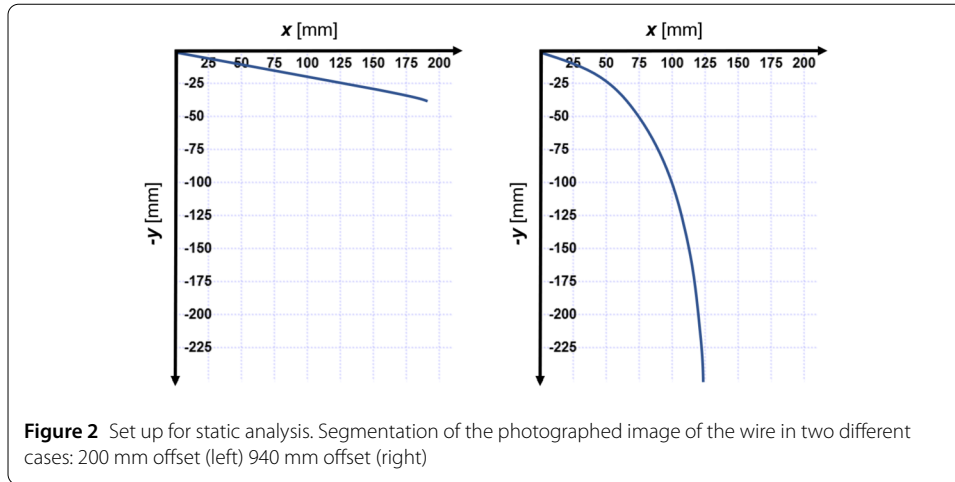 x [mm]
25 50 75 100 125 150 175 200
-25
-50
-75
-100
-125
-150
-175
-200
-225
-y [mm]
x [mm]
25 50 75 100 125 150 175 200
-25
-50
-75
-100
-125
-150
-175
-200
-225
-y [mm]
Figure 2 Set up for static analysis. Segmentation of the photographed image of the wire in two different
cases: 200 mm offset (left) 940 mm offset (right)